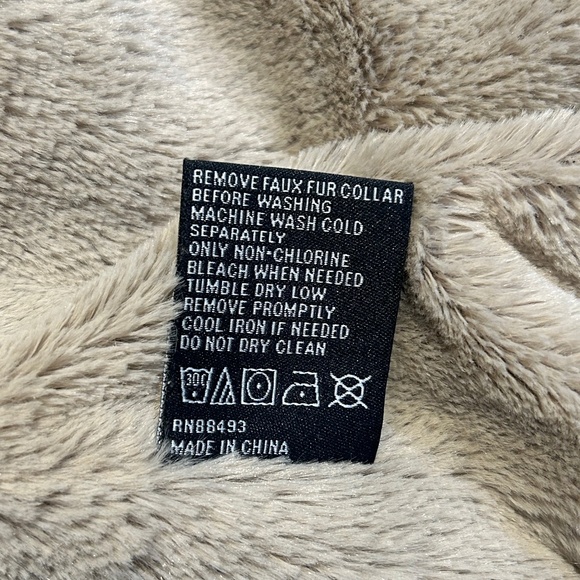 REMOVE FAUX FUR COLLAR
BEFORE WASHING
MACHINE WASH COLD
SEPARATELY
ONLY NON-CHLORINE
BLEACH WHEN NEEDED
TUMBLE DRY LOW
REMOVE PROMPTLY
COOL IRON IF NEEDED
DO NOT DRY CLEAN
30C
RN88493
MADE IN CHINA